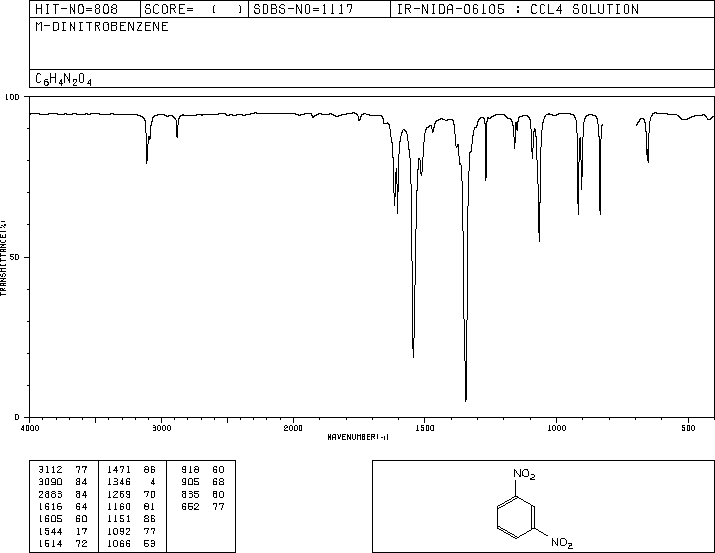 HIT-NO=808 SCORE= ( ) SDBS-NO=1117 IR-NIDA-06105 : CCL4 SOLUTION
M-DINITROBENZENE
C6H4N2O4
100
50
0
TRANSMITTANCE(%)
4000 3000 2000 1500 1000 500
WAVENUMBER(-1)
3112 77 1471 86 918 60
3090 84 1346 4 905 68
2883 84 1269 70 835 60
1616 64 1160 81 652 77
1605 60 1151 86
1544 17 1092 77
1514 72 1066 53
NO2
NO2